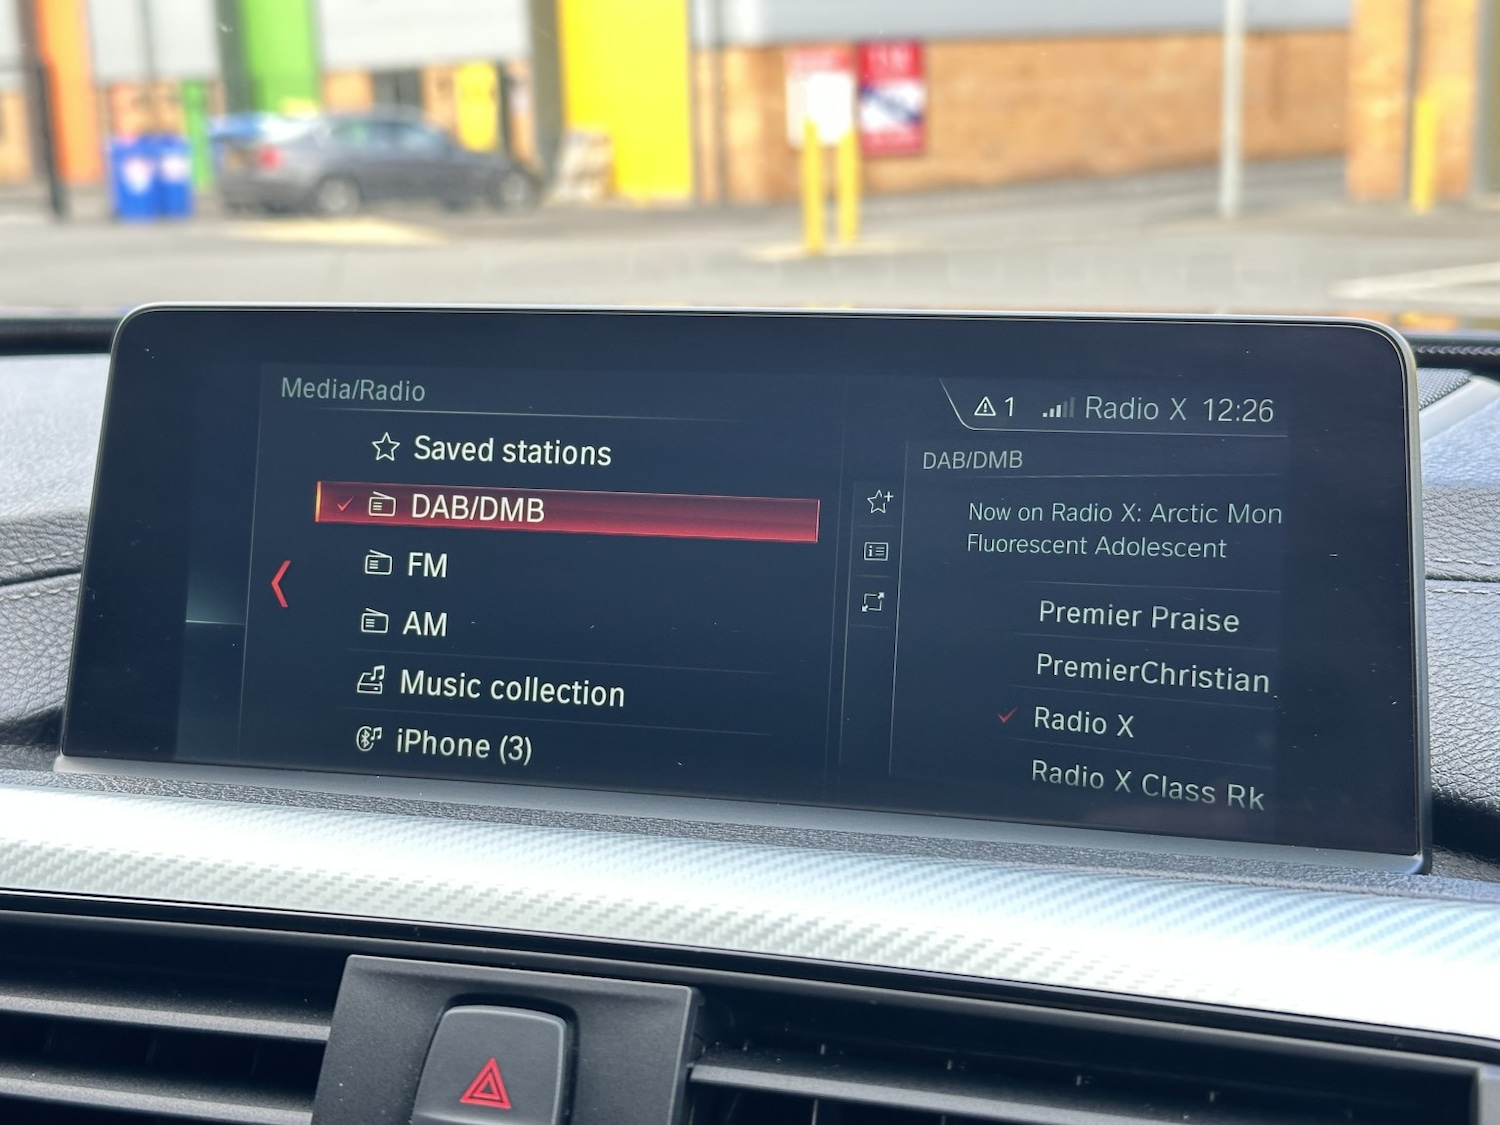 Media/Radio
1 Radio X 12:26
Saved stations
DAB/DMB
FM
AM
Music collection
iPhone (3)
DAB/DMB
Now on Radio X: Arctic Mon
Fluorescent Adolescent
Premier Praise
PremierChristian
Radio X
Radio X Class Rk